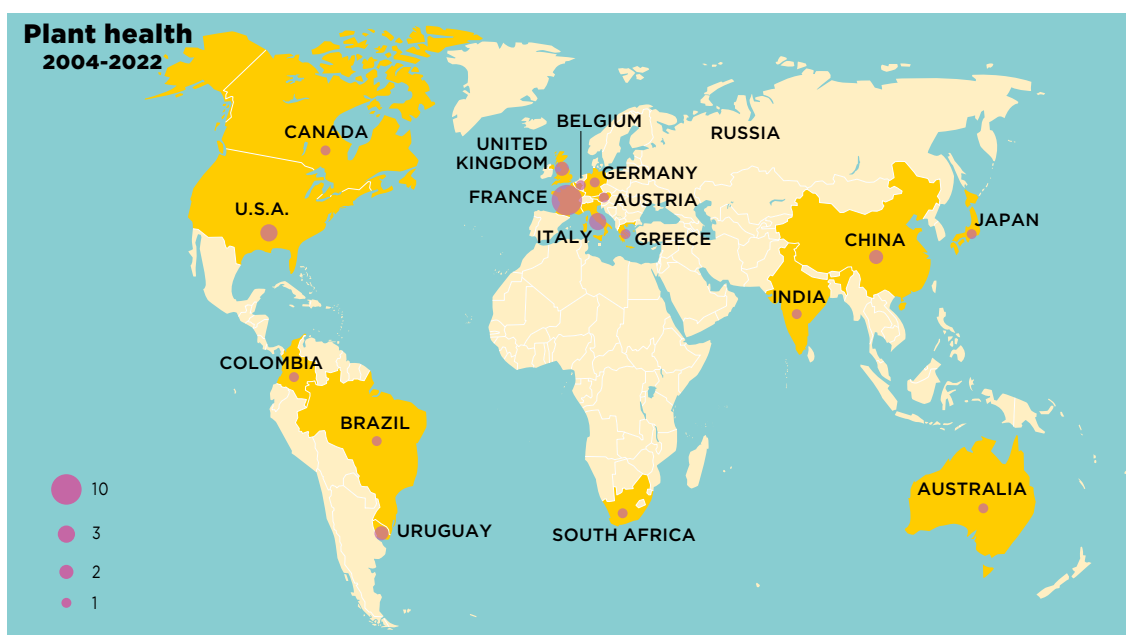 Plant health
2004-2022
CANADA
U.S.A.
BELGIUM
UNITED
KINGDOM
RUSSIA
GERMANY
FRANCE
AUSTRIA
ITALY
GREECE
JAPAN
CHINA
INDIA
COLOMBIA
BRAZIL
URUGUAY
SOUTH AFRICA
AUSTRALIA
10
3
2
1